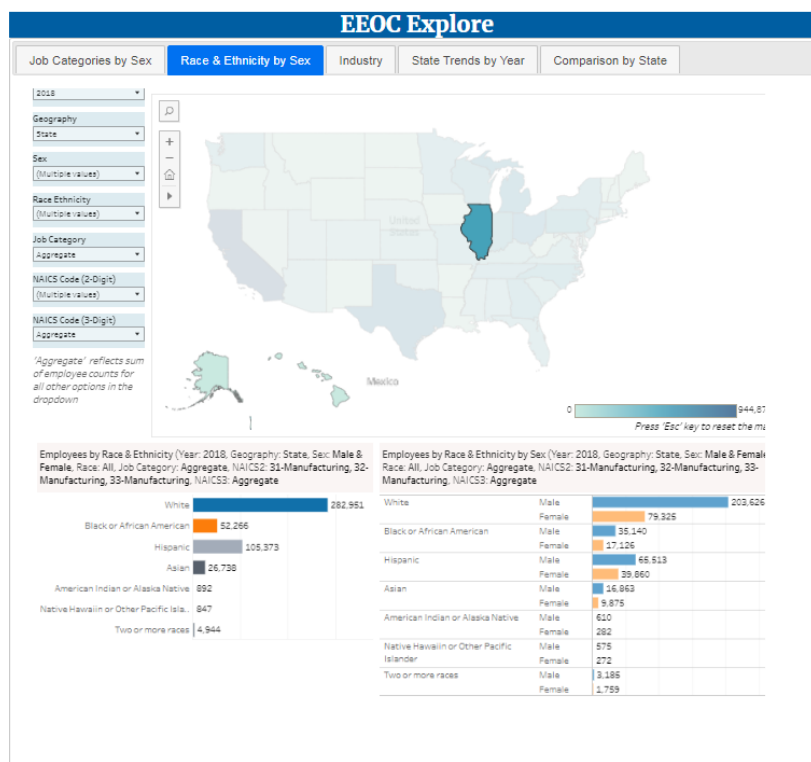 EEOC Explore
Job Categories by Sex
Race & Ethnicity by Sex
Industry
State Trends by Year
Comparison by State
2018
Geography
State
Sex
(Multiple values)
Race Ethnicity
(Multiple values)
Job Category
Aggregate
NAICS Code (2-Digit)
(Multiple values)
NAICS Code (3-Digit)
Aggregate
'Aggregate' reflects sum
of employee counts for
all other options in the
dropdown
United
States
Mexico
0
944,87
Press 'Esc' key to reset the ma
Employees by Race & Ethnicity (Year: 2018, Geography: State, Sex: Male &
Female, Race: All, Job Category: Aggregate, NAICS2: 31-Manufacturing, 32-
Manufacturing, 33-Manufacturing, NAICS3: Aggregate
White 282,951
Black or African American 52,266
Hispanic 105,373
Asian 26,738
American Indian or Alaska Native 892
Native Hawaiin or Other Pacific Isla.. 847
Two or more races 4,944
Employees by Race & Ethnicity by Sex (Year: 2018, Geography: State, Sex: Male & Female
Race: All, Job Category: Aggregate, NAICS2: 31-Manufacturing, 32-Manufacturing, 33-
Manufacturing, NAICS3: Aggregate
White Male 203,626
Female 79,325
Black or African American Male 35,140
Female 17,126
Hispanic Male 65,513
Female 39,860
Asian Male 16,863
Female 9,875
American Indian or Alaska Native Male 610
Female 282
Native Hawaiin or Other Pacific Male 575
Islander Female 272
Two or more races Male 3,185
Female 1,759